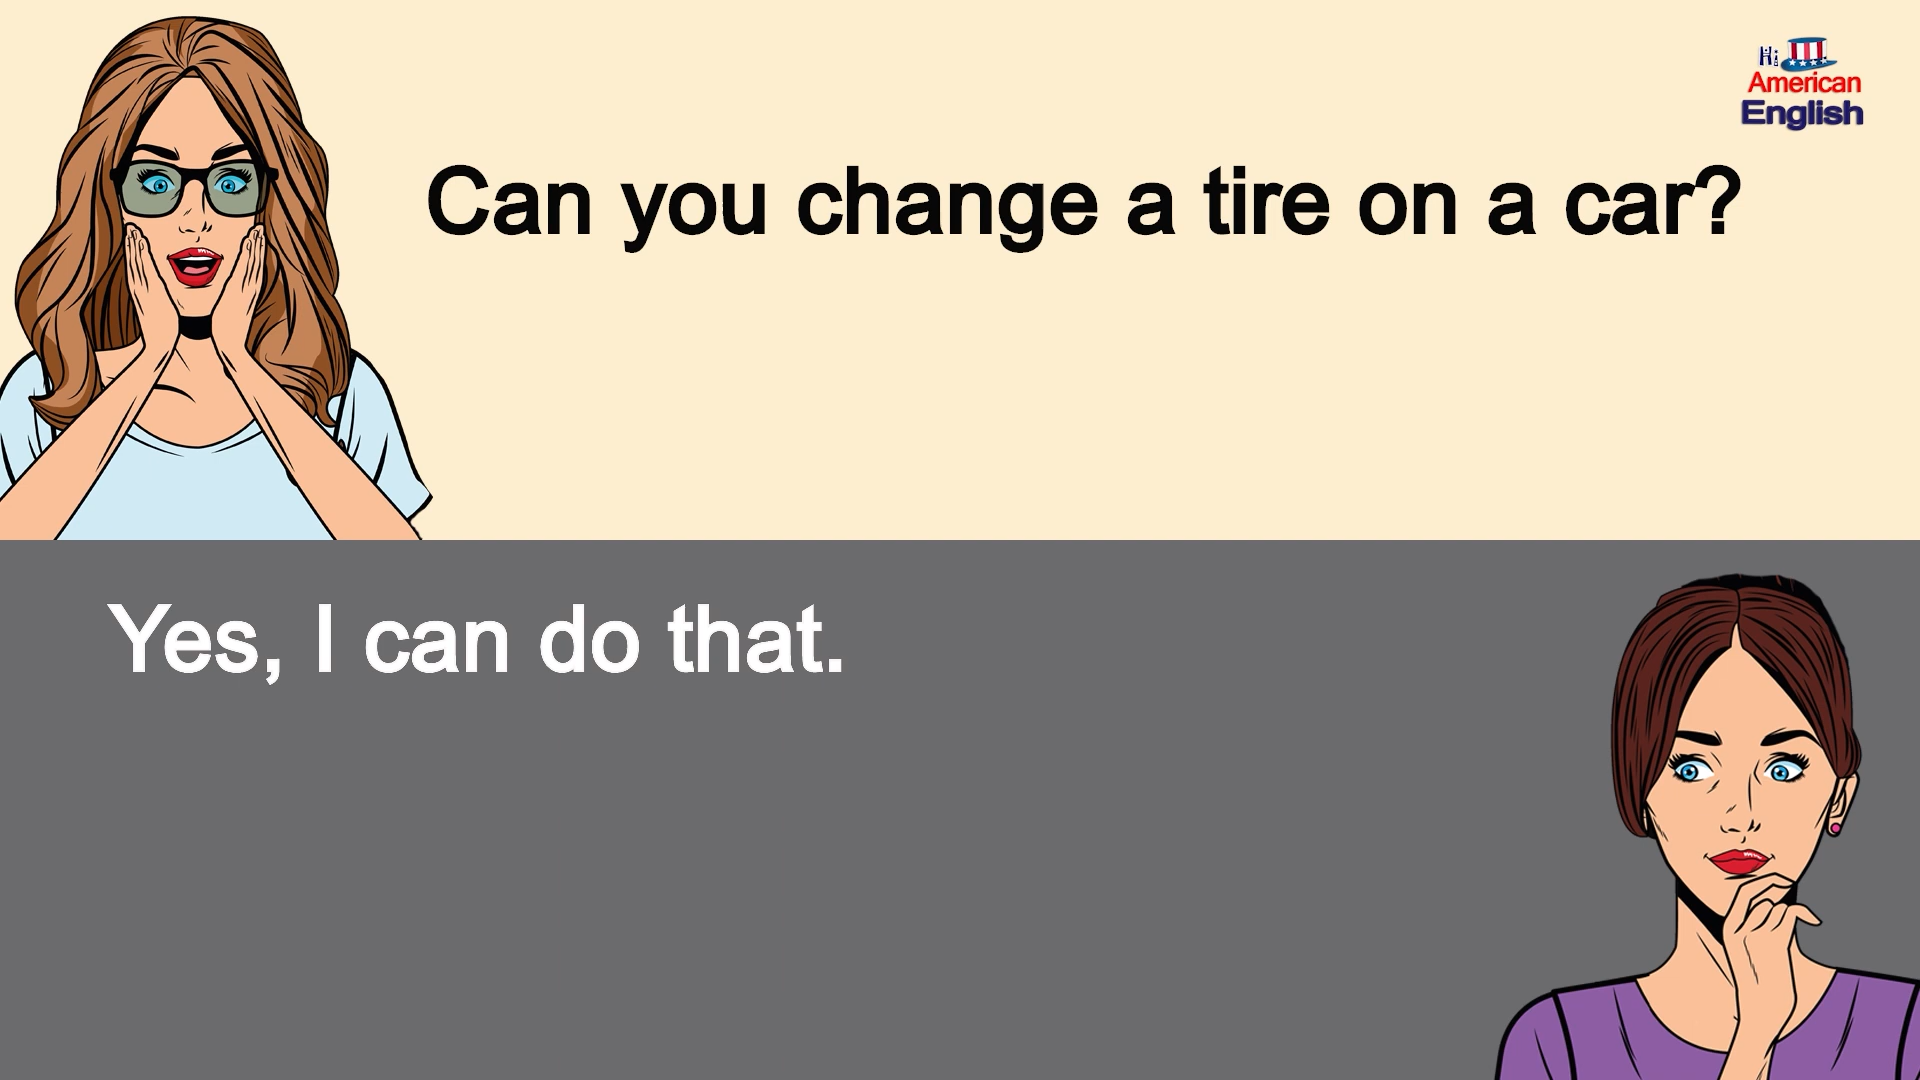 Hi
American
English
Can you change a tire on a car?
Yes, I can do that.